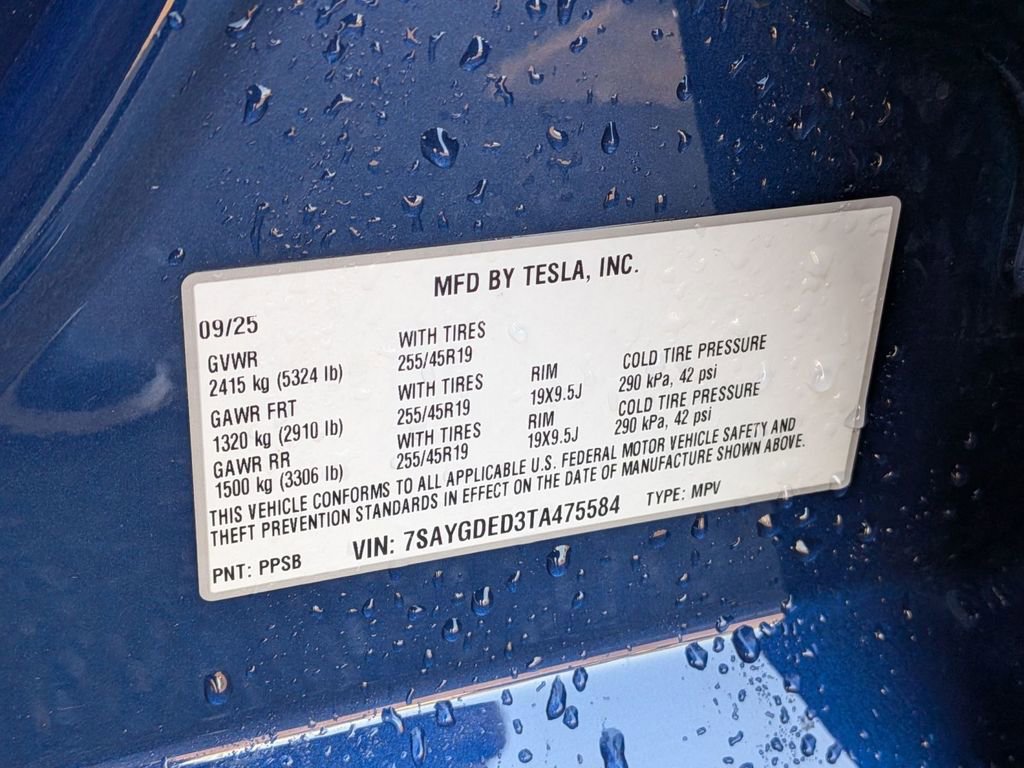 MFD BY TESLA, INC.
09/25
GVWR WITH TIRES
2415 kg (5324 lb) 255/45R19 RIM COLD TIRE PRESSURE
GAWR FRT WITH TIRES 19X9.5J 290 kPa, 42 psi
1320 kg (2910 lb) 255/45R19 RIM COLD TIRE PRESSURE
GAWR RR WITH TIRES 19X9.5J 290 kPa, 42 psi
1500 kg (3306 lb) 255/45R19
THIS VEHICLE CONFORMS TO ALL APPLICABLE U.S. FEDERAL MOTOR VEHICLE SAFETY AND
THEFT PREVENTION STANDARDS IN EFFECT ON THE DATE OF MANUFACTURE SHOWN ABOVE.
PNT: PPSB VIN: 7SAYGDED3TA475584 TYPE: MPV